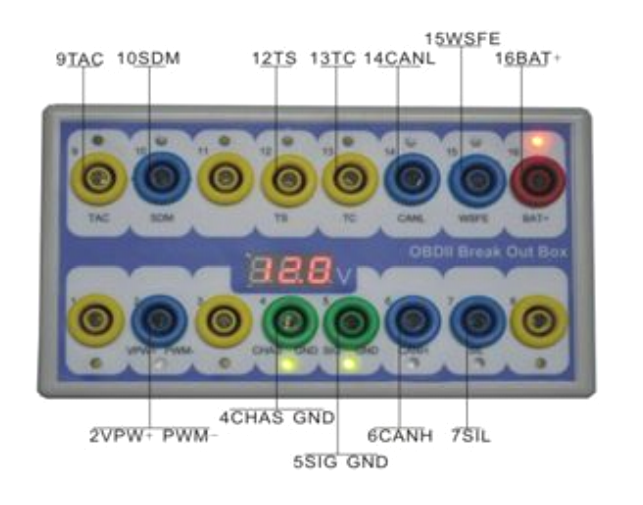 15WSFE
9TAC 10SDM 12TS 13TC 14CANL 16BAT+
9 10 11 12 13 14 15 16
TAC SDM TS TC CANL WSFE BAT+
OBDII Break Out Box
12.0 V
1 2 3 4 5 6 7 8
VPW+ PWM- CHAS GND SIG GND CANH SIL
4CHAS GND
2VPW+ PWM- 6CANH 7SIL
5SIG GND